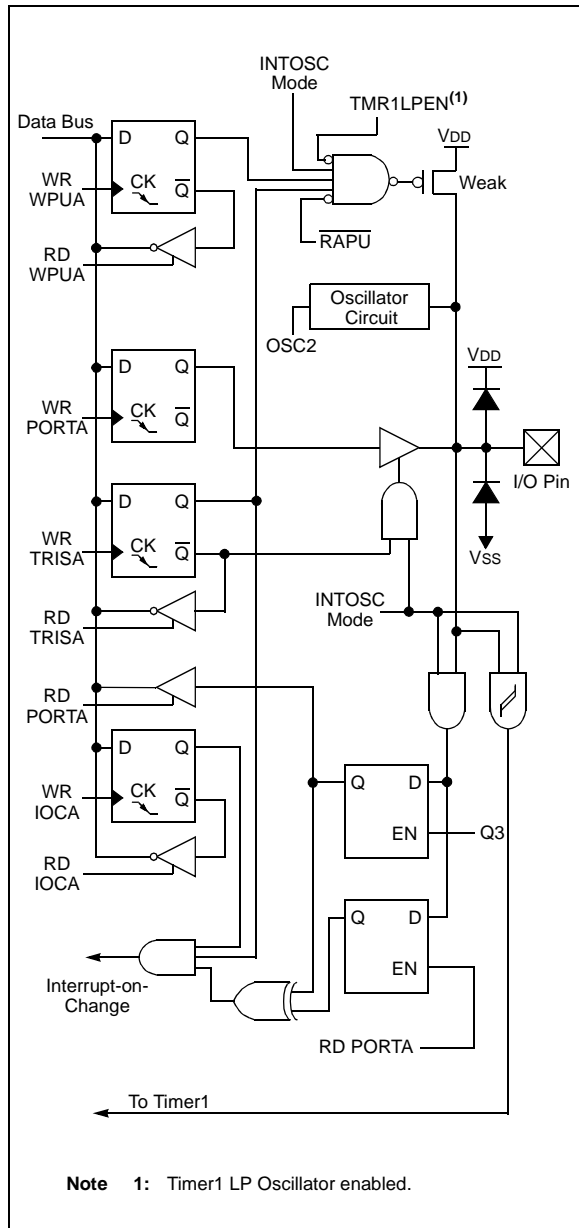 INTOSC
Mode
TMR1LPEN(1)
Data Bus
D Q
VDD
WR
WPUA
CK
Q
Weak
RD
WPUA
RAPU
Oscillator
Circuit
OSC2
D Q
VDD
WR
PORTA
CK
Q
I/O Pin
D Q
WR
TRISA
CK
Q
VSS
RD
TRISA
INTOSC
Mode
RD
PORTA
D Q
Q D
WR
IOCA
CK
Q
EN
Q3
RD
IOCA
Q D
EN
Interrupt-on-
Change
RD PORTA
To Timer1
Note 1: Timer1 LP Oscillator enabled.